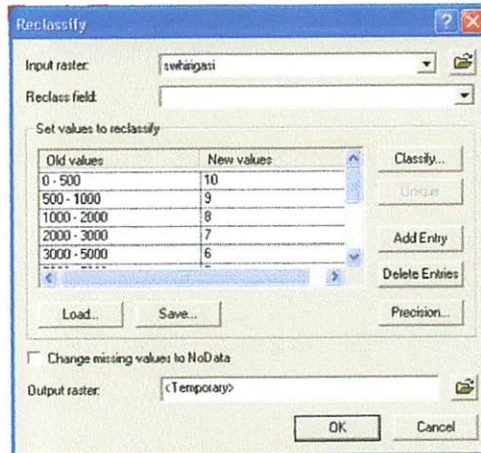 Reclassify
Input raster:
swhirigasi
Reclass field:
Set values to reclassify
Old values New values
0 - 500 10
500 - 1000 9
1000 - 2000 8
2000 - 3000 7
3000 - 5000 6
Classify...
Unique
Add Entry
Delete Entries
Load... Save... Precision...
Change missing values to NoData
Output raster: <Temporary>
OK Cancel